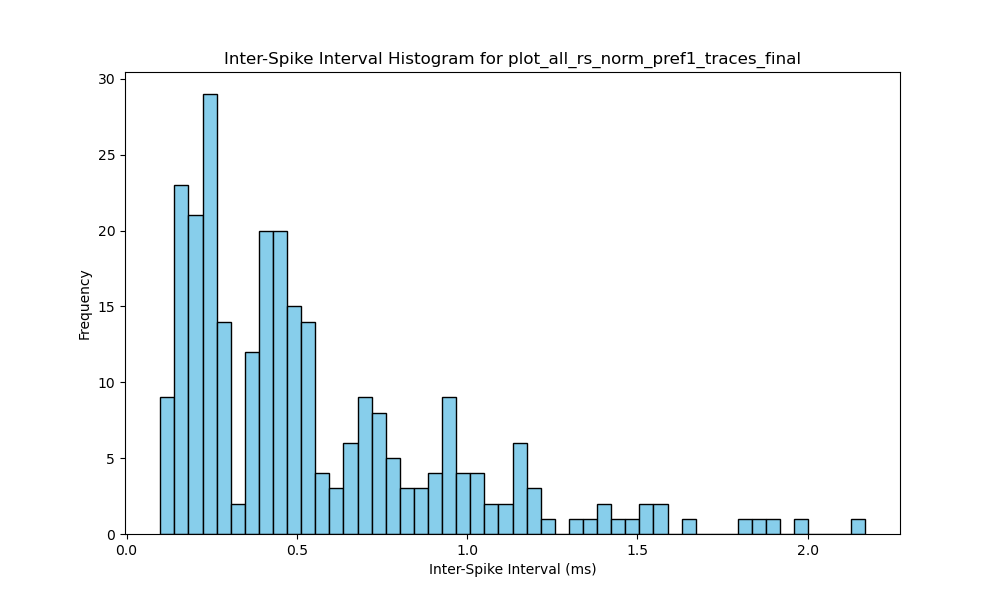 Inter-Spike Interval Histogram for plot_all_rs_norm_pref1_traces_final
30
25
20
15
10
5
0
Frequency
0.0 0.5 1.0 1.5 2.0
Inter-Spike Interval (ms)